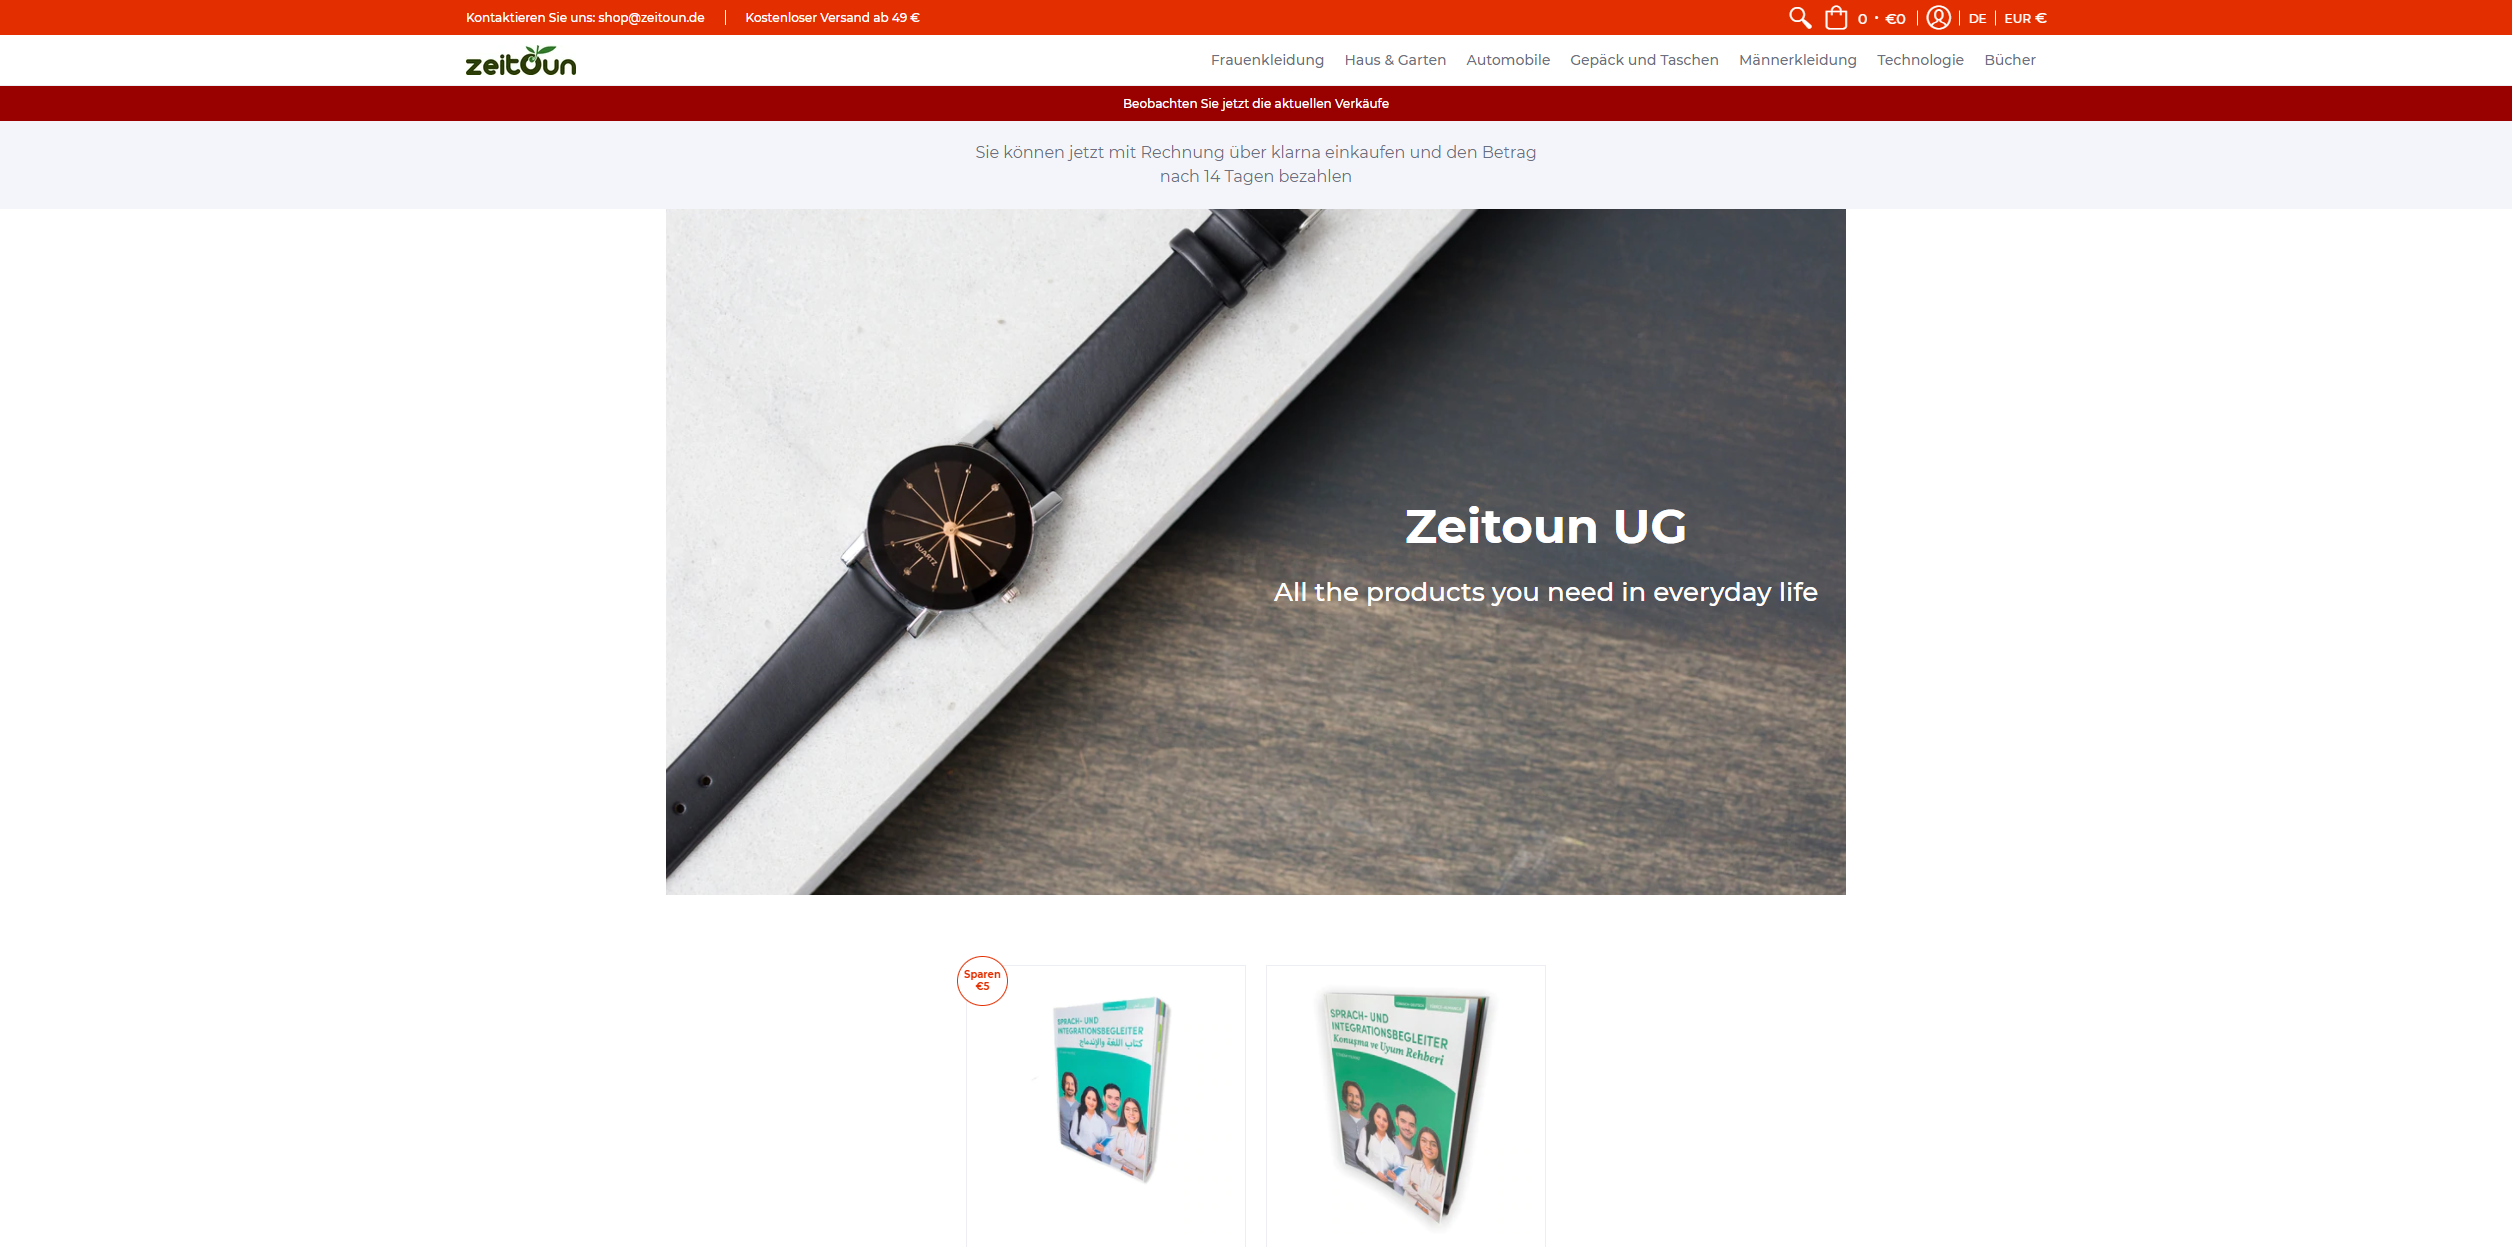 Kontaktieren Sie uns: shop@zeitoun.de
Kostenloser Versand ab 49 €
0 · €0
DE
EUR €
zeitoun
Frauenkleidung
Haus & Garten
Automobile
Gepäck und Taschen
Männerkleidung
Technologie
Bücher
Beobachten Sie jetzt die aktuellen Verkäufe
Sie können jetzt mit Rechnung über klarna einkaufen und den Betrag
nach 14 Tagen bezahlen
QUARTZ
Zeitoun UG
All the products you need in everyday life
Sparen
€5
SPRACH- UND
INTEGRATIONSBEGLEITER
كتاب اللغة والإندماج
SPRACH- UND
INTEGRATIONSBEGLEITER
Konuşma ve Uyum Rehberi